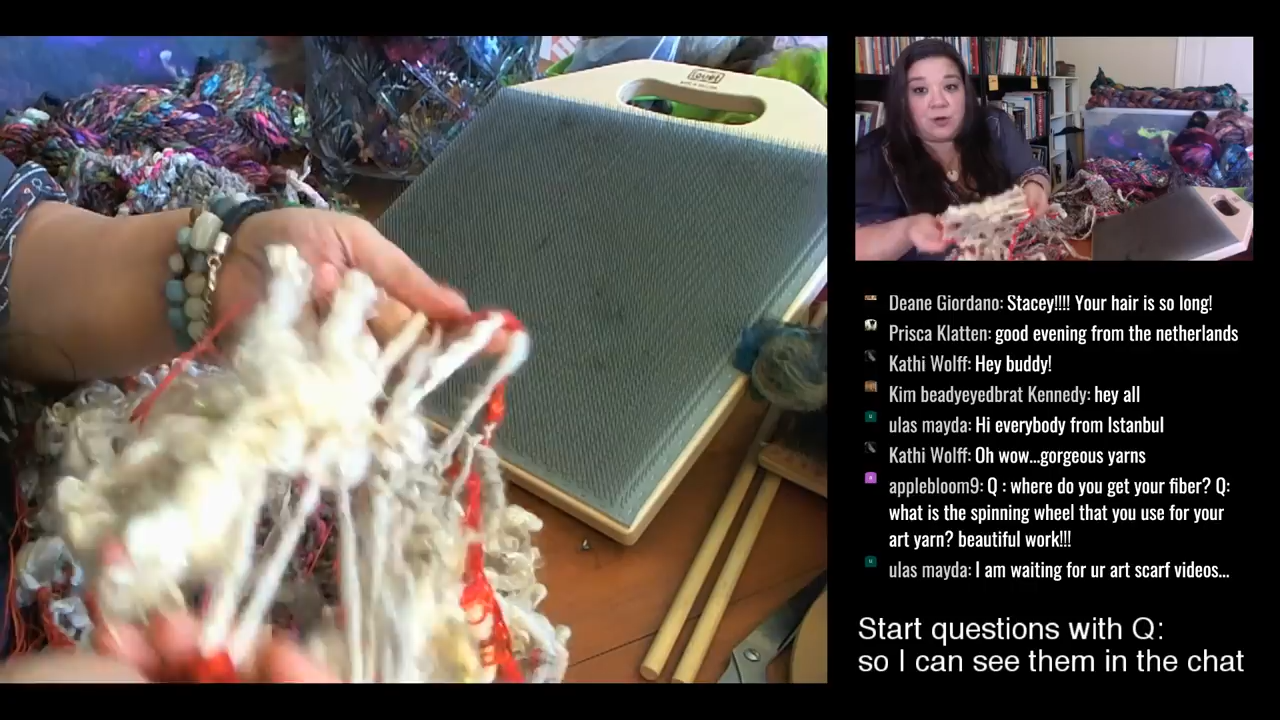 Louet
Deane Giordano: Stacey!!!! Your hair is so long!
Prisca Klatten: good evening from the netherlands
Kathi Wolff: Hey buddy!
Kim beadyeyedbrat Kennedy: hey all
ulas mayda: Hi everybody from Istanbul
Kathi Wolff: Oh wow...gorgeous yarns
applebloom9: Q : where do you get your fiber? Q:
what is the spinning wheel that you use for your
art yarn? beautiful work!!!
ulas mayda: I am waiting for ur art scarf videos...
Start questions with Q:
so I can see them in the chat